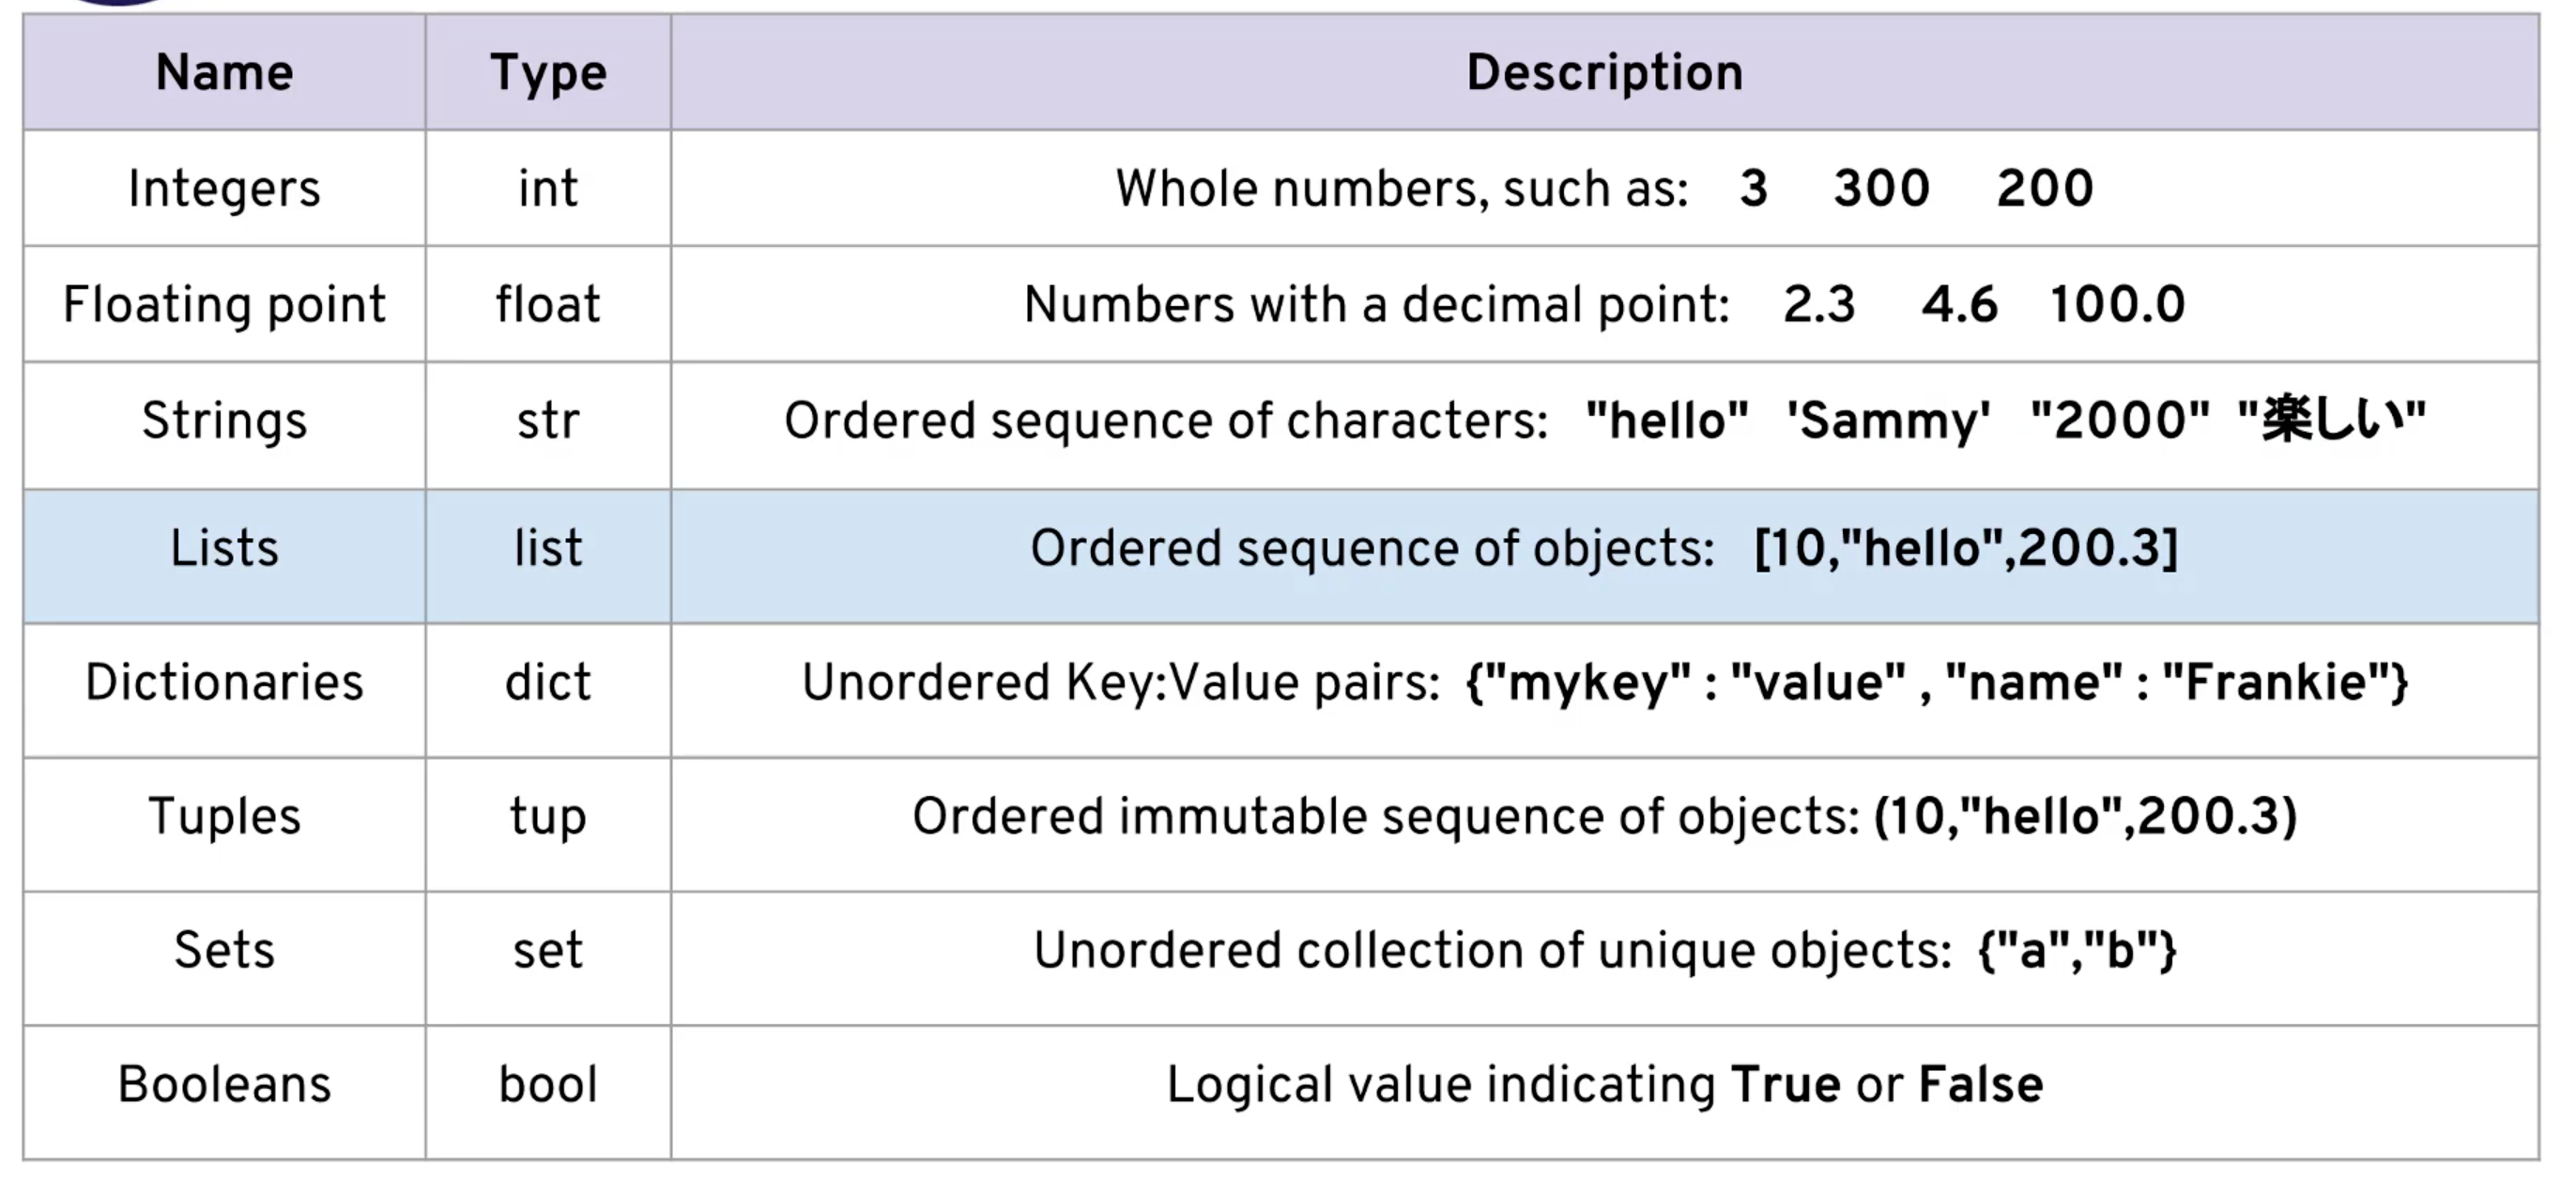 Name Type Description
Integers int Whole numbers, such as: 3 300 200
Floating point float Numbers with a decimal point: 2.3 4.6 100.0
Strings str Ordered sequence of characters: "hello" 'Sammy' "2000" "楽しい"
Lists list Ordered sequence of objects: [10,"hello",200.3]
Dictionaries dict Unordered Key:Value pairs: {"mykey" : "value" , "name" : "Frankie"}
Tuples tup Ordered immutable sequence of objects: (10,"hello",200.3)
Sets set Unordered collection of unique objects: {"a","b"}
Booleans bool Logical value indicating True or False